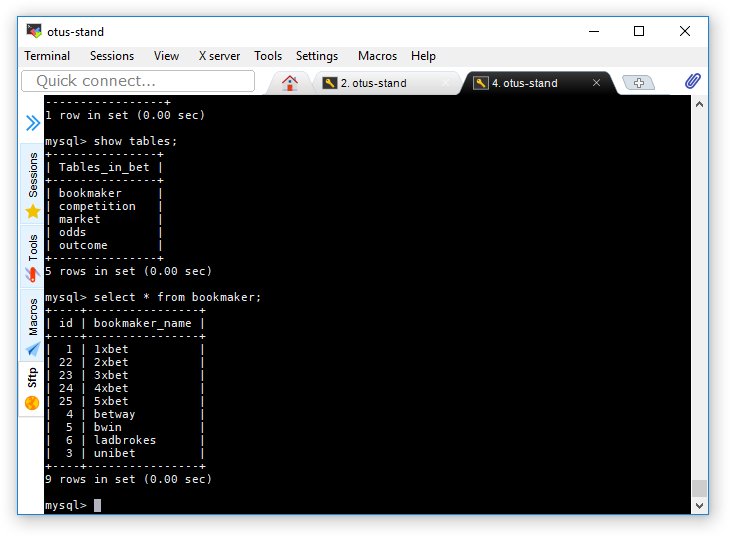 otus-stand
Terminal Sessions View X server Tools Settings Macros Help
Quick connect...
2. otus-stand
4. otus-stand
Sessions
Tools
Macros
Sftp
-----------------+
1 row in set (0.00 sec)
mysql> show tables;
+----------------+
| Tables_in_bet |
+----------------+
| bookmaker |
| competition |
| market |
| odds |
| outcome |
+----------------+
5 rows in set (0.00 sec)
mysql> select * from bookmaker;
+----+----------------+
| id | bookmaker_name |
+----+----------------+
| 1 | 1xbet |
| 22 | 2xbet |
| 23 | 3xbet |
| 24 | 4xbet |
| 25 | 5xbet |
| 4 | betway |
| 5 | bwin |
| 6 | ladbrokes |
| 3 | unibet |
+----+----------------+
9 rows in set (0.00 sec)
mysql>